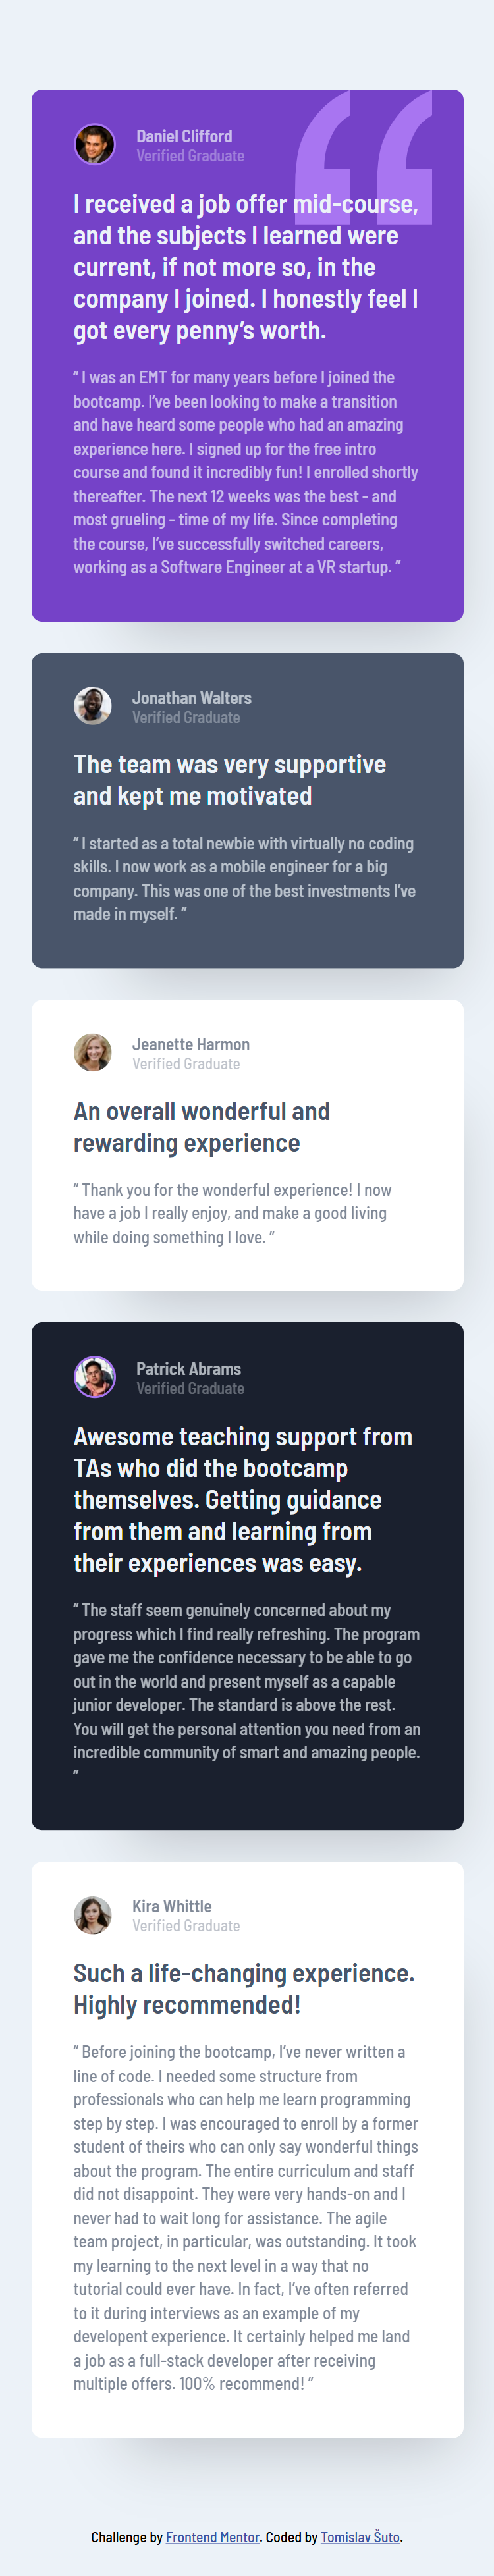 Daniel Clifford
Verified Graduate
I received a job offer mid-course,
and the subjects I learned were
current, if not more so, in the
company I joined. I honestly feel I
got every penny’s worth.
“ I was an EMT for many years before I joined the
bootcamp. I’ve been looking to make a transition
and have heard some people who had an amazing
experience here. I signed up for the free intro
course and found it incredibly fun! I enrolled shortly
thereafter. The next 12 weeks was the best - and
most grueling - time of my life. Since completing
the course, I’ve successfully switched careers,
working as a Software Engineer at a VR startup. ”
Jonathan Walters
Verified Graduate
The team was very supportive
and kept me motivated
“ I started as a total newbie with virtually no coding
skills. I now work as a mobile engineer for a big
company. This was one of the best investments I’ve
made in myself. ”
Jeanette Harmon
Verified Graduate
An overall wonderful and
rewarding experience
“ Thank you for the wonderful experience! I now
have a job I really enjoy, and make a good living
while doing something I love. ”
Patrick Abrams
Verified Graduate
Awesome teaching support from
TAs who did the bootcamp
themselves. Getting guidance
from them and learning from
their experiences was easy.
“ The staff seem genuinely concerned about my
progress which I find really refreshing. The program
gave me the confidence necessary to be able to go
out in the world and present myself as a capable
junior developer. The standard is above the rest.
You will get the personal attention you need from an
incredible community of smart and amazing people.
”
Kira Whittle
Verified Graduate
Such a life-changing experience.
Highly recommended!
“ Before joining the bootcamp, I’ve never written a
line of code. I needed some structure from
professionals who can help me learn programming
step by step. I was encouraged to enroll by a former
student of theirs who can only say wonderful things
about the program. The entire curriculum and staff
did not disappoint. They were very hands-on and I
never had to wait long for assistance. The agile
team project, in particular, was outstanding. It took
my learning to the next level in a way that no
tutorial could ever have. In fact, I’ve often referred
to it during interviews as an example of my
developent experience. It certainly helped me land
a job as a full-stack developer after receiving
multiple offers. 100% recommend! ”
Challenge by Frontend Mentor. Coded by Tomislav Šuto.